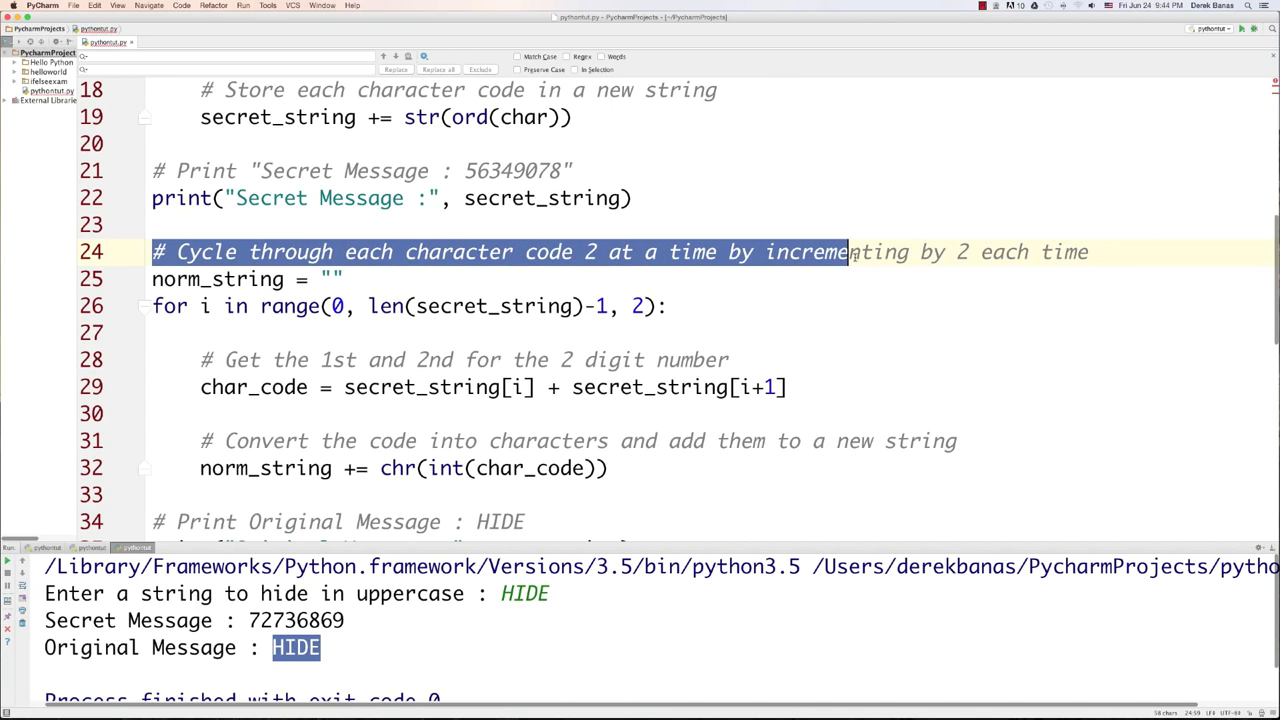 PyCharm File Edit View Navigate Code Refactor Run Tools VCS Window Help
10 Fri Jun 24 9:44 PM Derek Banas
pythontut.py - PycharmProjects - [~/PycharmProjects]
PycharmProjects pythontut.py
pythontut
pythontut.py
PycharmProject
Hello Python
helloworld
ifelseexam
pythontut.py
External Librarie
Match Case Regex Words
Replace Replace all Exclude Preserve Case In Selection
18 # Store each character code in a new string
19 secret_string += str(ord(char))
20
21 # Print "Secret Message : 56349078"
22 print("Secret Message :", secret_string)
23
24 # Cycle through each character code 2 at a time by incrementing by 2 each time
25 norm_string = ""
26 for i in range(0, len(secret_string)-1, 2):
27
28 # Get the 1st and 2nd for the 2 digit number
29 char_code = secret_string[i] + secret_string[i+1]
30
31 # Convert the code into characters and add them to a new string
32 norm_string += chr(int(char_code))
33
34 # Print Original Message : HIDE
Run: pythontut pythontut pythontut
/Library/Frameworks/Python.framework/Versions/3.5/bin/python3.5 /Users/derekbanas/PycharmProjects/pytho
Enter a string to hide in uppercase : HIDE
Secret Message : 72736869
Original Message : HIDE
Process finished with exit code 0
58 chars 24:59 LF‡ UTF-8‡